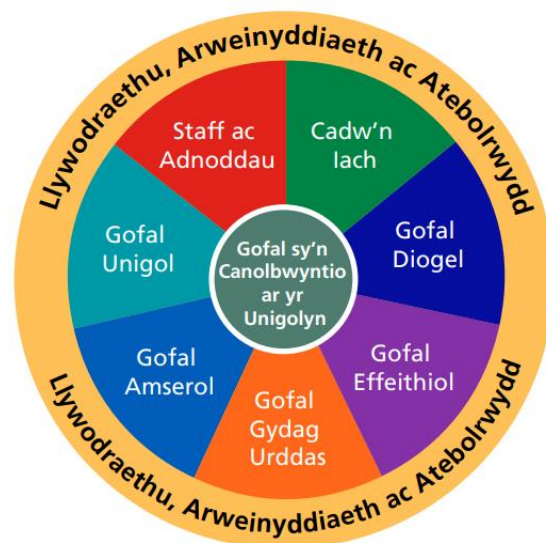 Llywodraethu, Arweinyddiaeth ac Atebolrwydd
Staff ac
Adnoddau
Cadw'n
Iach
Gofal
Unigol
Gofal
Diogel
Gofal sy'n
Canolbwyntio
ar yr
Unigolyn
Gofal
Amserol
Gofal
Effeithiol
Gofal
Gydag
Urddas
Llywodraethu, Arweinyddiaeth ac Atebolrwydd